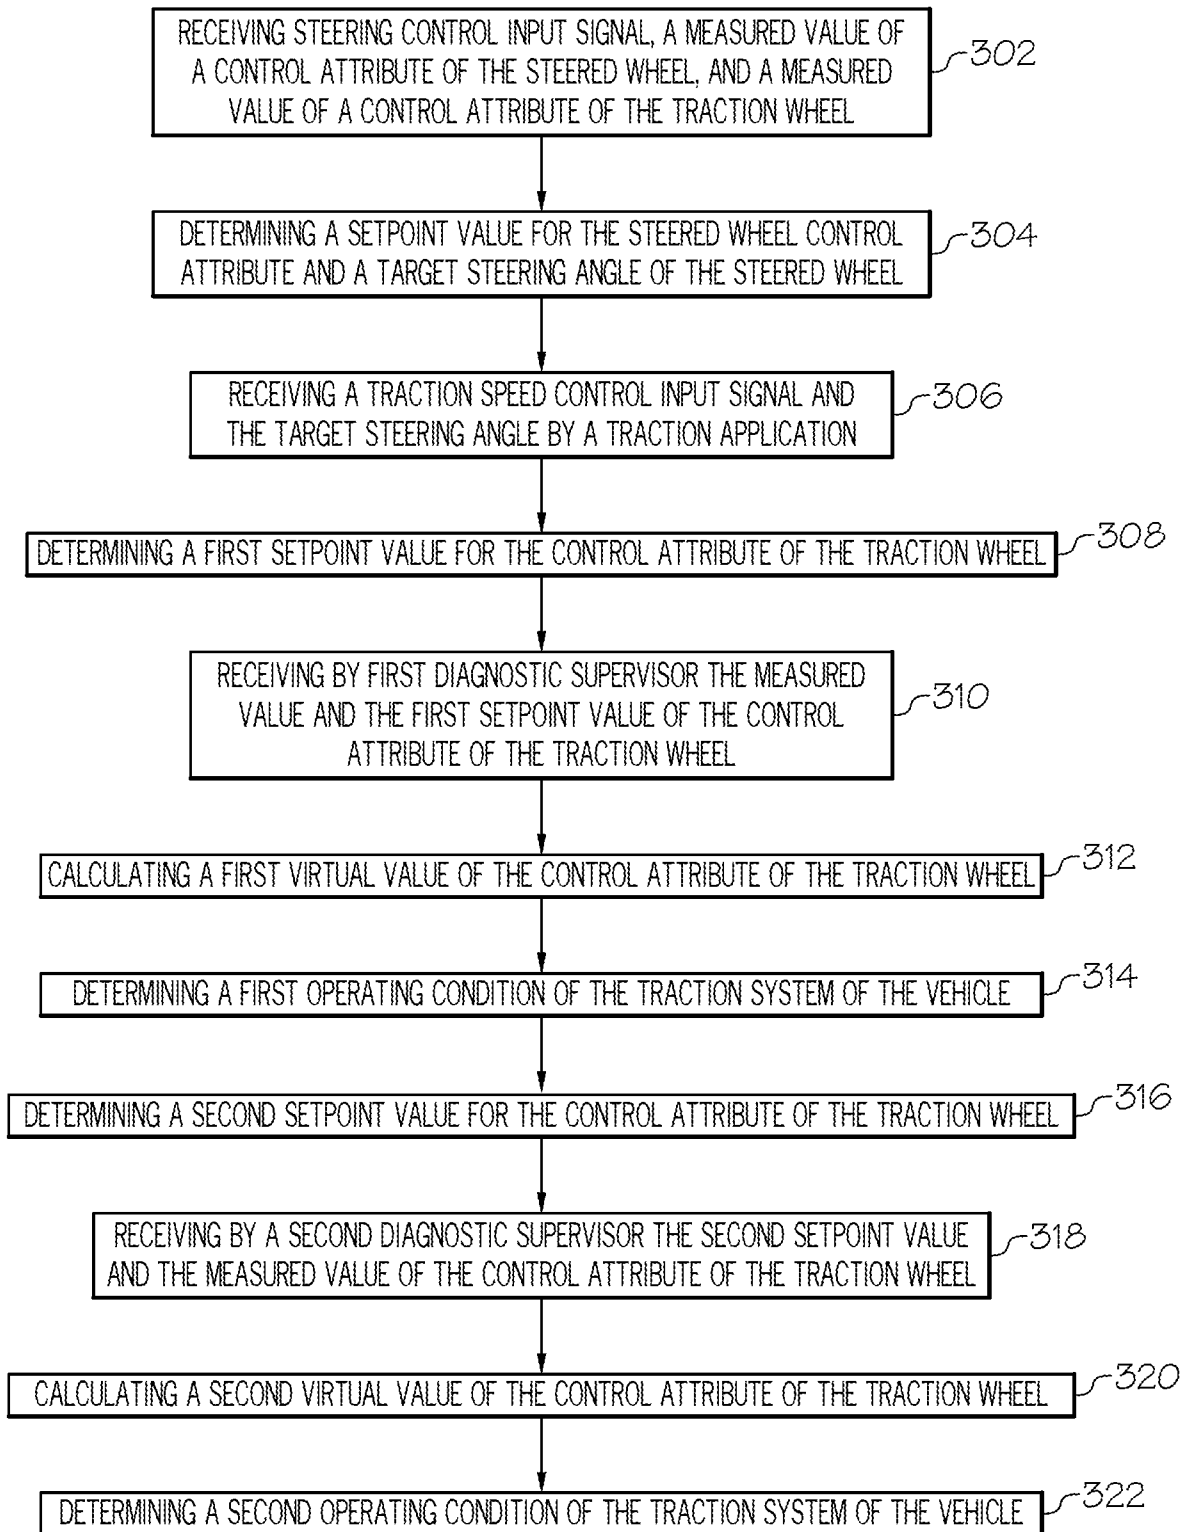 RECEIVING STEERING CONTROL INPUT SIGNAL, A MEASURED VALUE OF
A CONTROL ATTRIBUTE OF THE STEERED WHEEL, AND A MEASURED
VALUE OF A CONTROL ATTRIBUTE OF THE TRACTION WHEEL
302
DETERMINING A SETPOINT VALUE FOR THE STEERED WHEEL CONTROL
ATTRIBUTE AND A TARGET STEERING ANGLE OF THE STEERED WHEEL
304
RECEIVING A TRACTION SPEED CONTROL INPUT SIGNAL AND
THE TARGET STEERING ANGLE BY A TRACTION APPLICATION
306
DETERMINING A FIRST SETPOINT VALUE FOR THE CONTROL ATTRIBUTE OF THE TRACTION WHEEL
308
RECEIVING BY FIRST DIAGNOSTIC SUPERVISOR THE MEASURED
VALUE AND THE FIRST SETPOINT VALUE OF THE CONTROL
ATTRIBUTE OF THE TRACTION WHEEL
310
CALCULATING A FIRST VIRTUAL VALUE OF THE CONTROL ATTRIBUTE OF THE TRACTION WHEEL
312
DETERMINING A FIRST OPERATING CONDITION OF THE TRACTION SYSTEM OF THE VEHICLE
314
DETERMINING A SECOND SETPOINT VALUE FOR THE CONTROL ATTRIBUTE OF THE TRACTION WHEEL
316
RECEIVING BY A SECOND DIAGNOSTIC SUPERVISOR THE SECOND SETPOINT VALUE
AND THE MEASURED VALUE OF THE CONTROL ATTRIBUTE OF THE TRACTION WHEEL
318
CALCULATING A SECOND VIRTUAL VALUE OF THE CONTROL ATTRIBUTE OF THE TRACTION WHEEL
320
DETERMINING A SECOND OPERATING CONDITION OF THE TRACTION SYSTEM OF THE VEHICLE
322